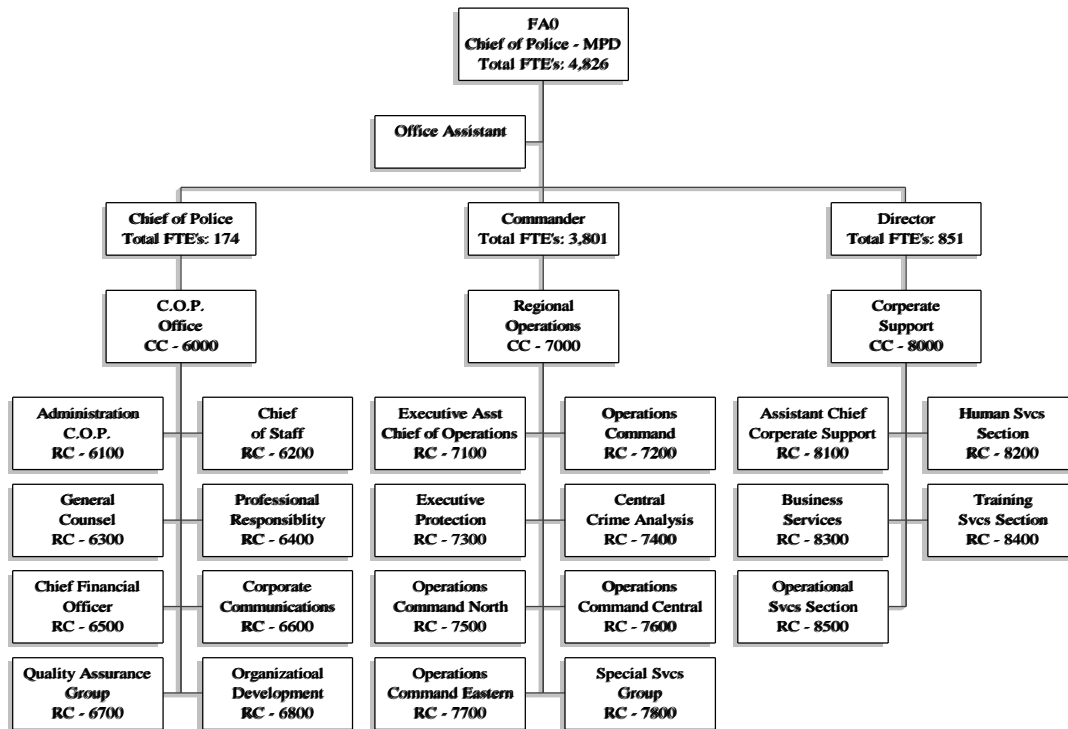 FA0
Chief of Police - MPD
Total FTE's: 4,826
Office Assistant
Chief of Police
Total FTE's: 174
Commander
Total FTE's: 3,801
Director
Total FTE's: 851
C.O.P.
Office
CC - 6000
Regional
Operations
CC - 7000
Corperate
Support
CC - 8000
Administration
C.O.P.
RC - 6100
Chief
of Staff
RC - 6200
Executive Asst
Chief of Operations
RC - 7100
Operations
Command
RC - 7200
Assistant Chief
Corperate Support
RC - 8100
Human Svcs
Section
RC - 8200
General
Counsel
RC - 6300
Professional
Responsiblity
RC - 6400
Executive
Protection
RC - 7300
Central
Crime Analysis
RC - 7400
Business
Services
RC - 8300
Training
Svcs Section
RC - 8400
Chief Financial
Officer
RC - 6500
Corporate
Communications
RC - 6600
Operations
Command North
RC - 7500
Operations
Command Central
RC - 7600
Operational
Svcs Section
RC - 8500
Quality Assurance
Group
RC - 6700
Organizatioal
Development
RC - 6800
Operations
Command Eastern
RC - 7700
Special Svcs
Group
RC - 7800